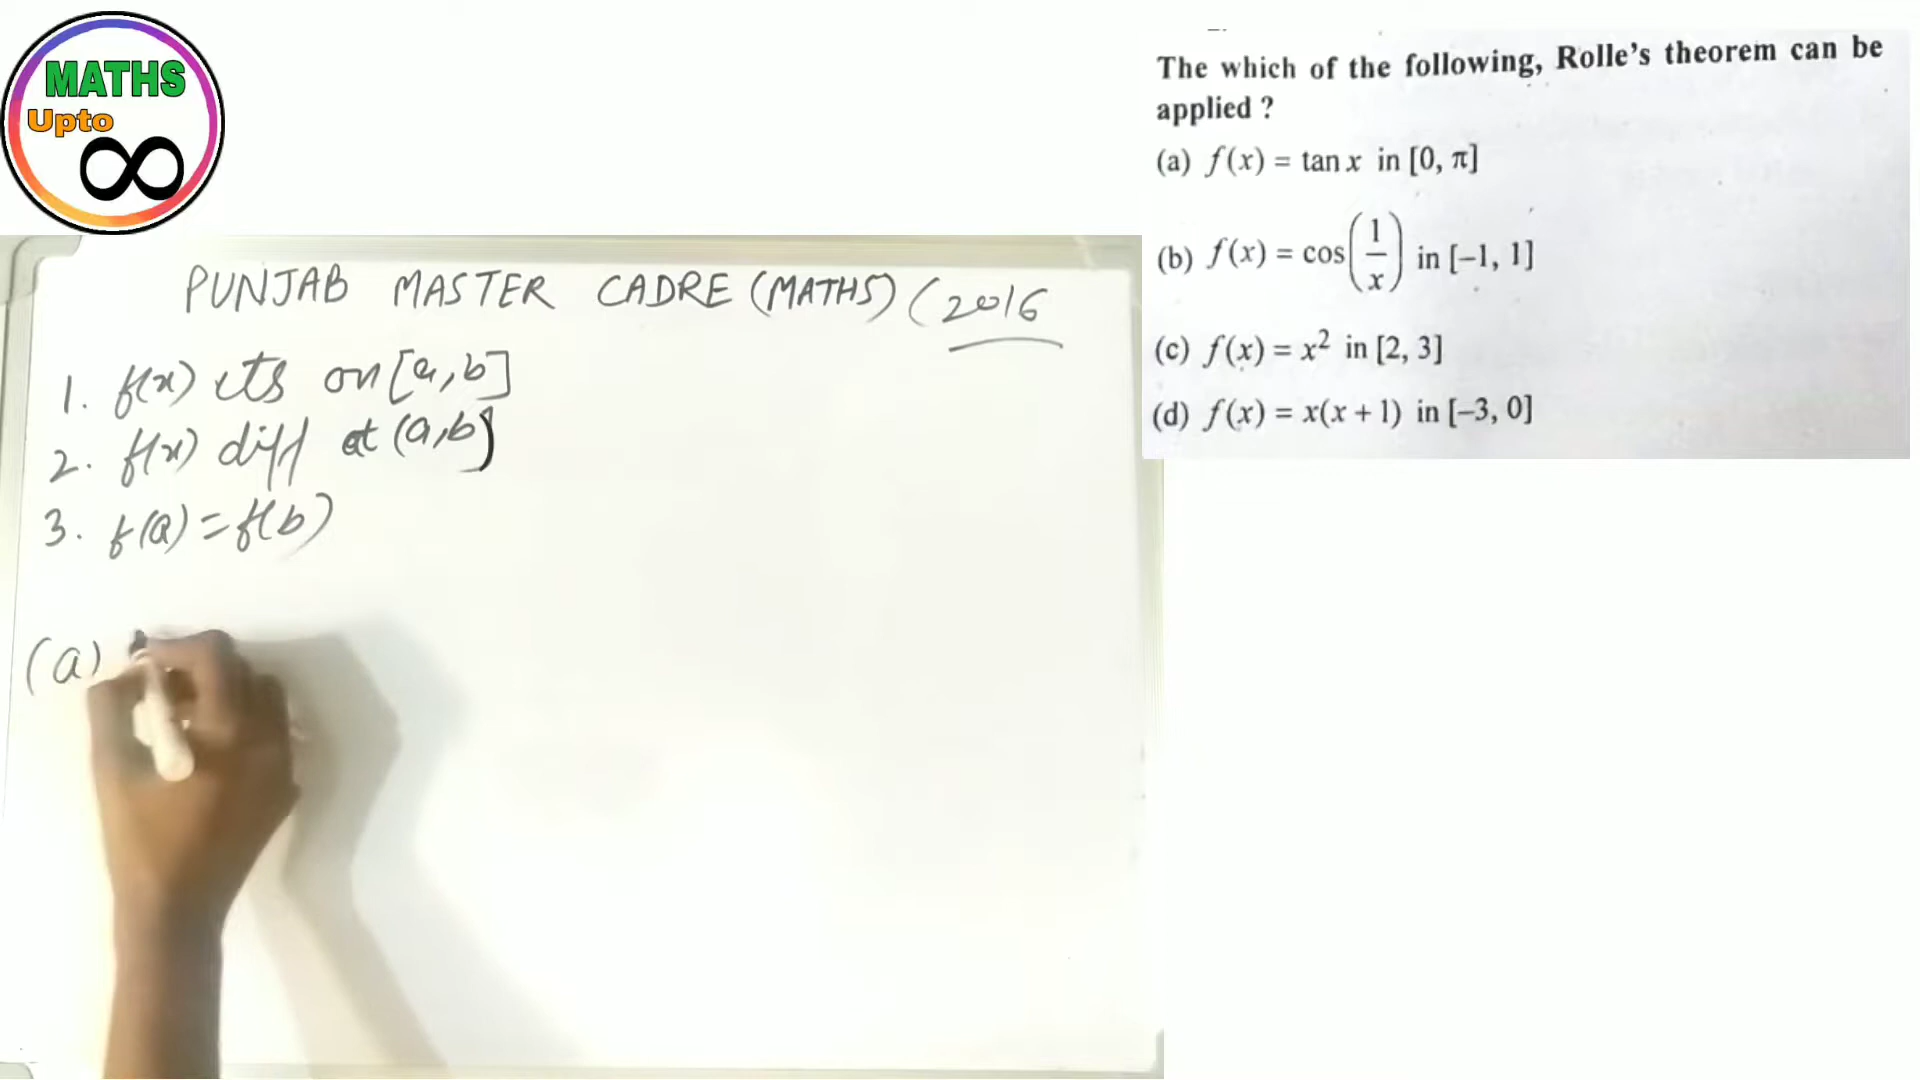 MATHS
Upto
∞
The which of the following, Rolle's theorem can be
applied ?
(a) f(x) = tan x in [0, π]
(b) f(x) = cos(1/x) in [–1, 1]
(c) f(x) = x² in [2, 3]
(d) f(x) = x(x + 1) in [–3, 0]
PUNJAB MASTER CADRE (MATHS) (2016
1. f(x) cts on [a, b]
2. f(x) diff at (a, b)
3. f(a) = f(b)
(a)